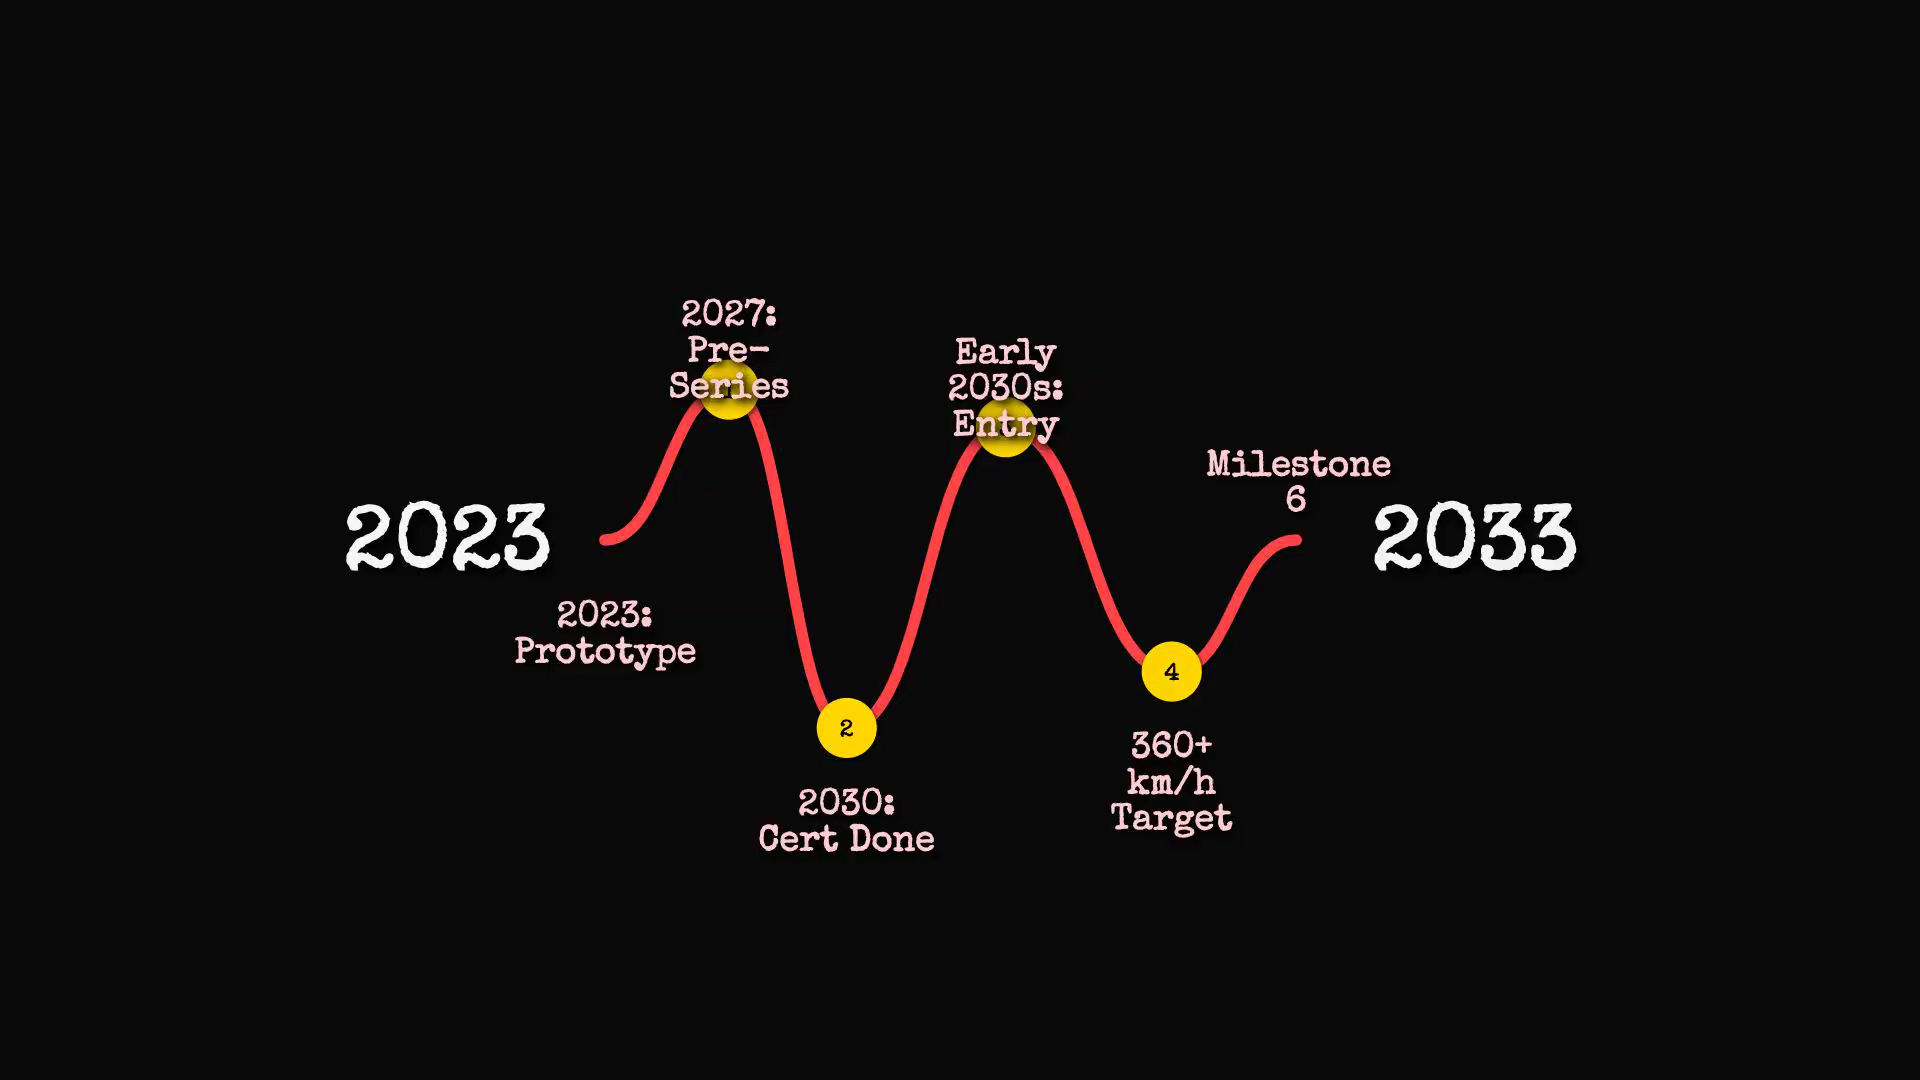 2023
2023:
Prototype
2027:
Pre-
Series
2
2030:
Cert Done
Early
2030s:
Entry
4
360+
km/h
Target
Milestone
6
2033